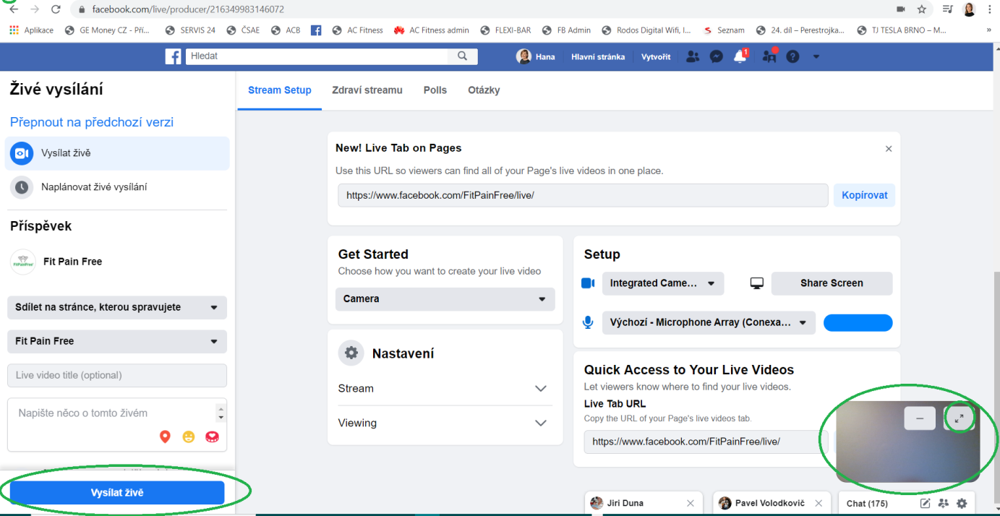 facebook.com/live/producer/216349983146072
Aplikace GE Money CZ - Pří... SERVIS 24 ČSAE ACB AC Fitness AC Fitness admin FLEXI-BAR FB Admin Rodos Digital Wifi, I... Seznam 24. díl – Perestrojka... TJ TESLA BRNO – M... »
Hledat
Hana Hlavní stránka Vytvořit 1
Živé vysílání
Přepnout na předchozí verzi
Vysílat živě
Naplánovat živé vysílání
Příspěvek
FitPainFree
Fit Pain Free
Sdílet na stránce, kterou spravujete
Fit Pain Free
Live video title (optional)
Napište něco o tomto živém
Vysílat živě
Stream Setup Zdraví streamu Polls Otázky
New! Live Tab on Pages
Use this URL so viewers can find all of your Page's live videos in one place.
https://www.facebook.com/FitPainFree/live/ Kopírovat
Get Started
Choose how you want to create your live video
Camera
Nastavení
Stream
Viewing
Setup
Integrated Came... Share Screen
Výchozí - Microphone Array (Conexa...
Quick Access to Your Live Videos
Let viewers know where to find your live videos.
Live Tab URL
Copy the URL of your Page's live videos tab.
https://www.facebook.com/FitPainFree/live/
Jiri Duna Pavel Volodkovič Chat (175)